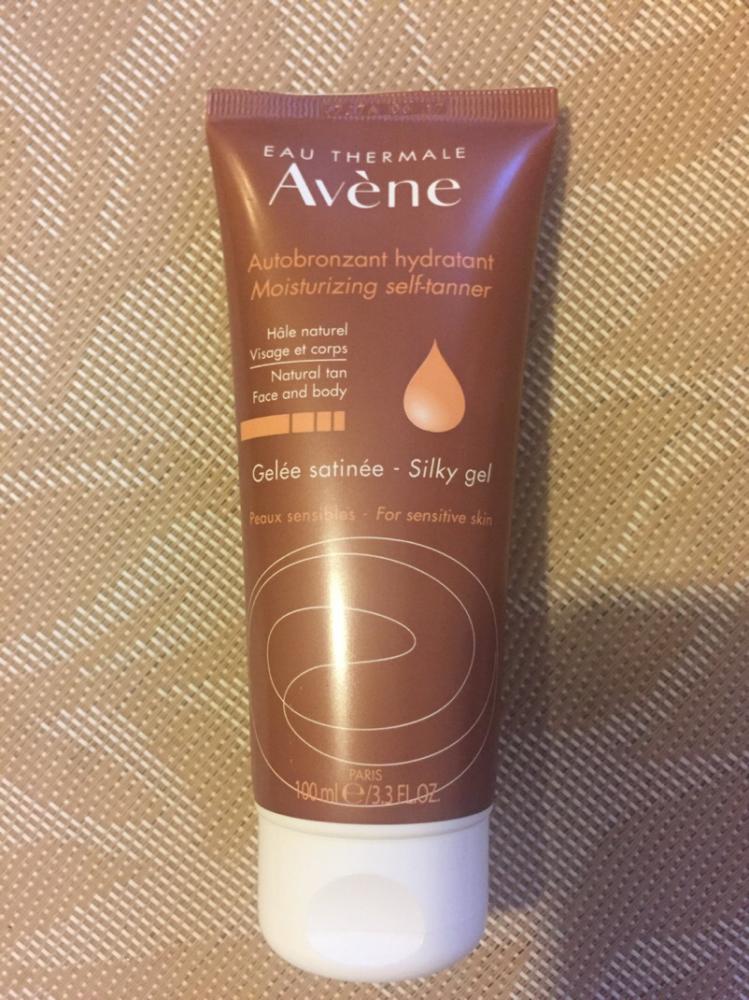 EAU THERMALE
Avène
Autobronzant hydratant
Moisturizing self-tanner
Hâle naturel
Visage et corps
Natural tan
Face and body
Gelée satinée - Silky gel
Peaux sensibles - For sensitive skin
PARIS
100 ml ℮/3.3 FL.OZ.